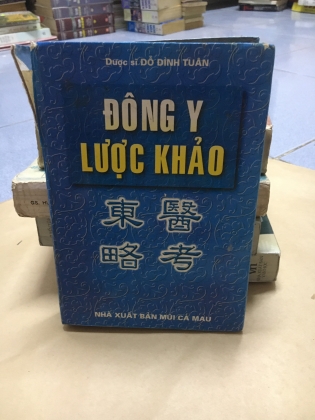 Dược sĩ ĐỖ ĐÌNH TUÂN
ĐÔNG Y
LƯỢC KHẢO
東醫
略考
NHÀ XUẤT BẢN MŨI CÀ MAU